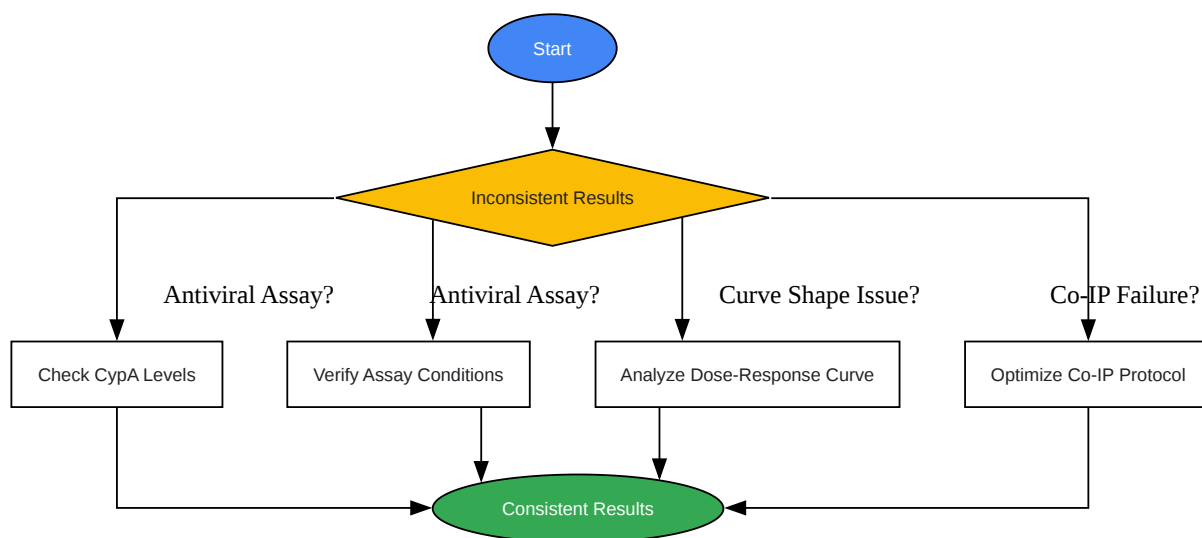 Start
Inconsistent Results
Antiviral Assay?
Antiviral Assay?
Curve Shape Issue?
Co-IP Failure?
Check CypA Levels
Verify Assay Conditions
Analyze Dose-Response Curve
Optimize Co-IP Protocol
Consistent Results